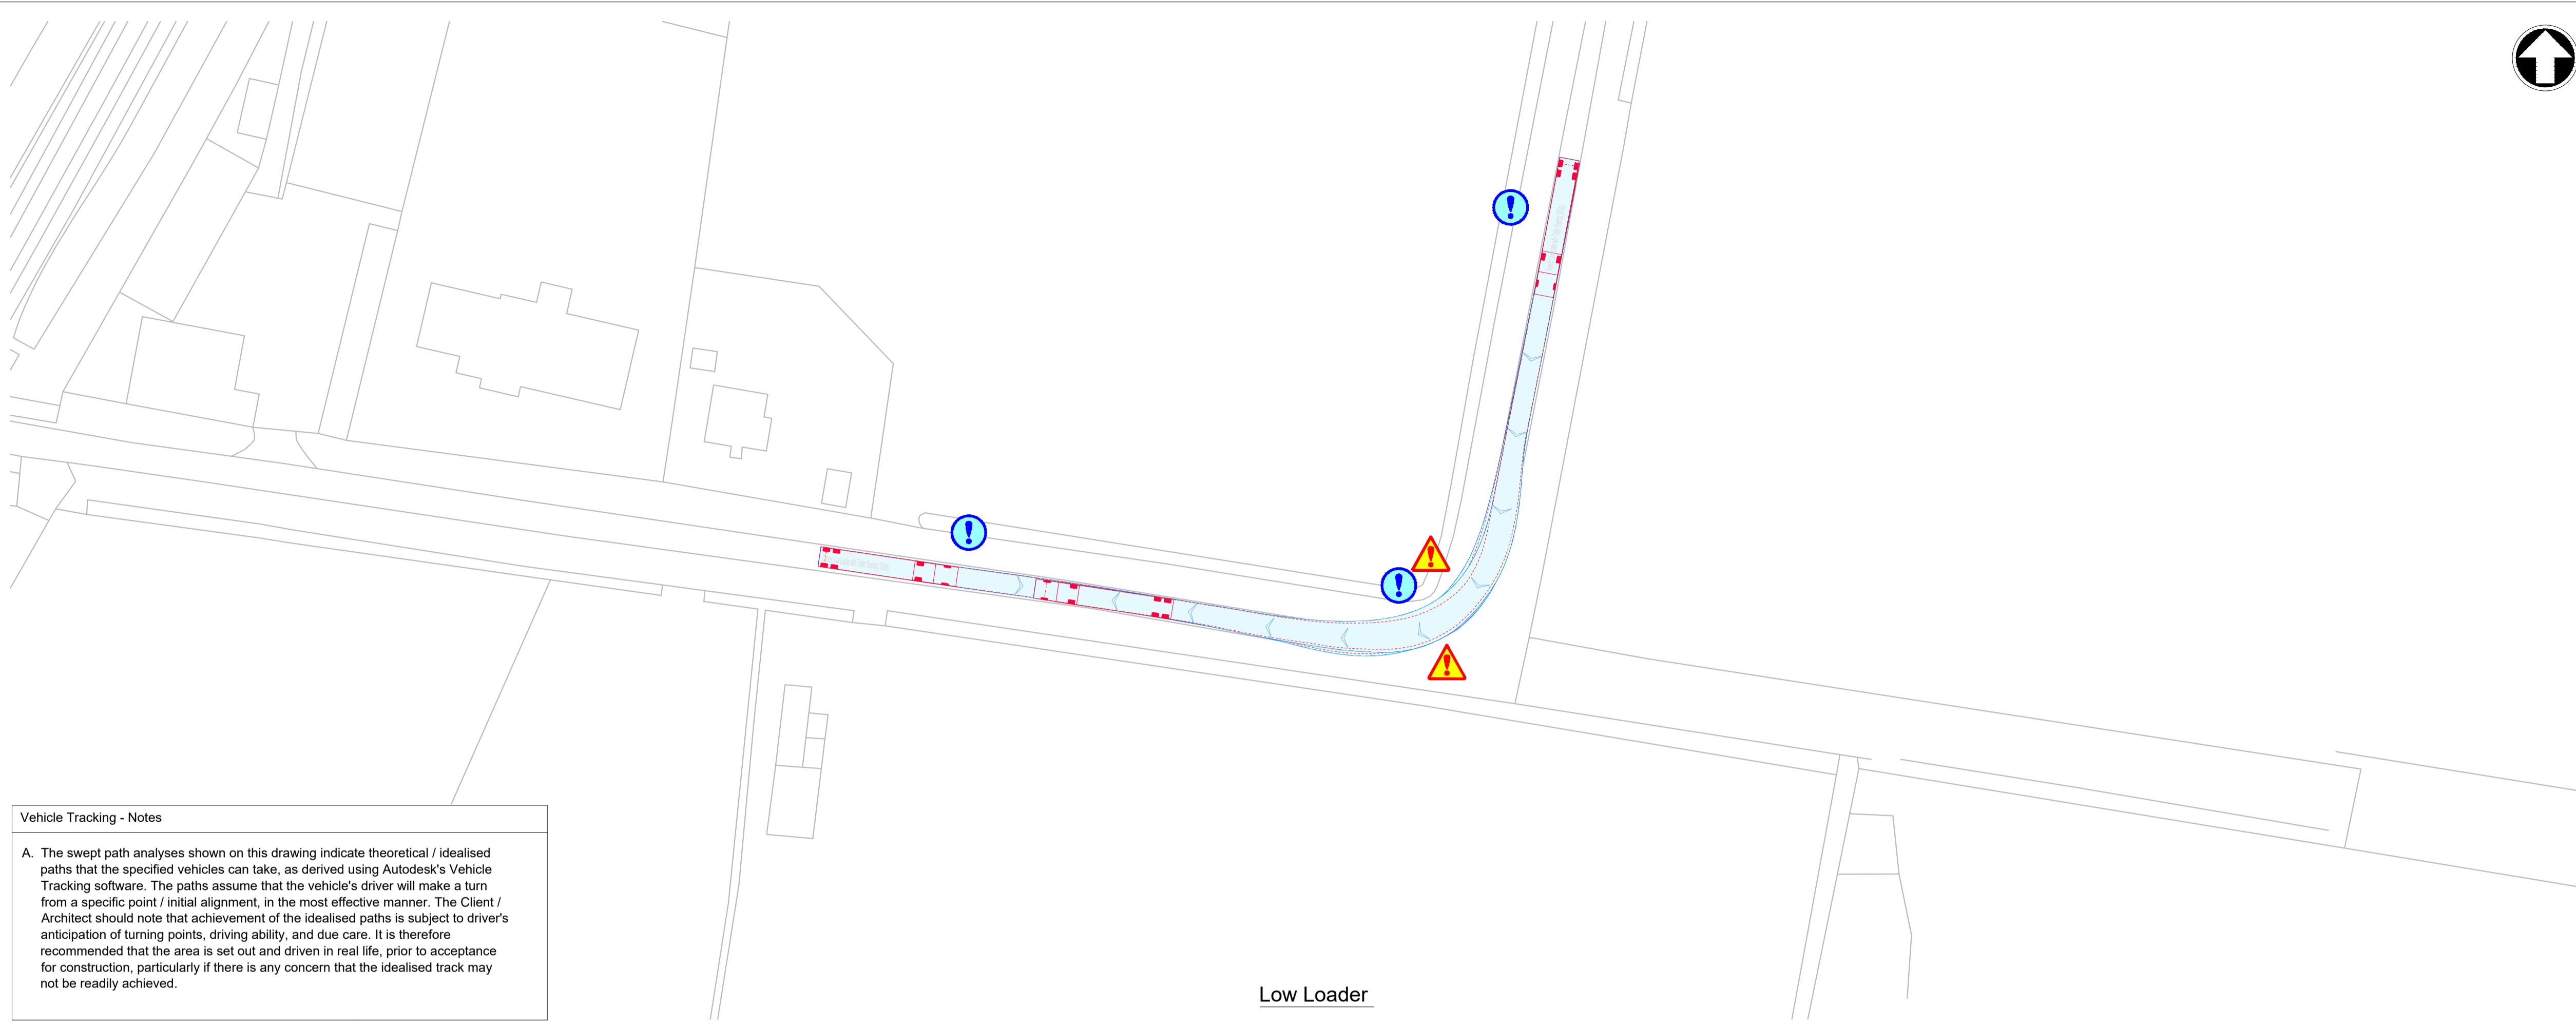 Vehicle Tracking - Notes
A. The swept path analyses shown on this drawing indicate theoretical / idealised
paths that the specified vehicles can take, as derived using Autodesk's Vehicle
Tracking software. The paths assume that the vehicle's driver will make a turn
from a specific point / initial alignment, in the most effective manner. The Client /
Architect should note that achievement of the idealised paths is subject to driver's
anticipation of turning points, driving ability, and due care. It is therefore
recommended that the area is set out and driven in real life, prior to acceptance
for construction, particularly if there is any concern that the idealised track may
not be readily achieved.
Low Loader